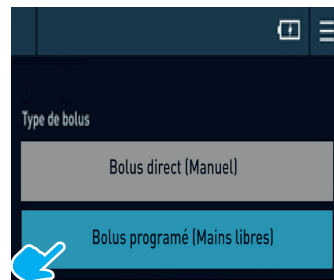 Type de bolus
Bolus direct (Manuel)
Bolus programé (Mains libres)